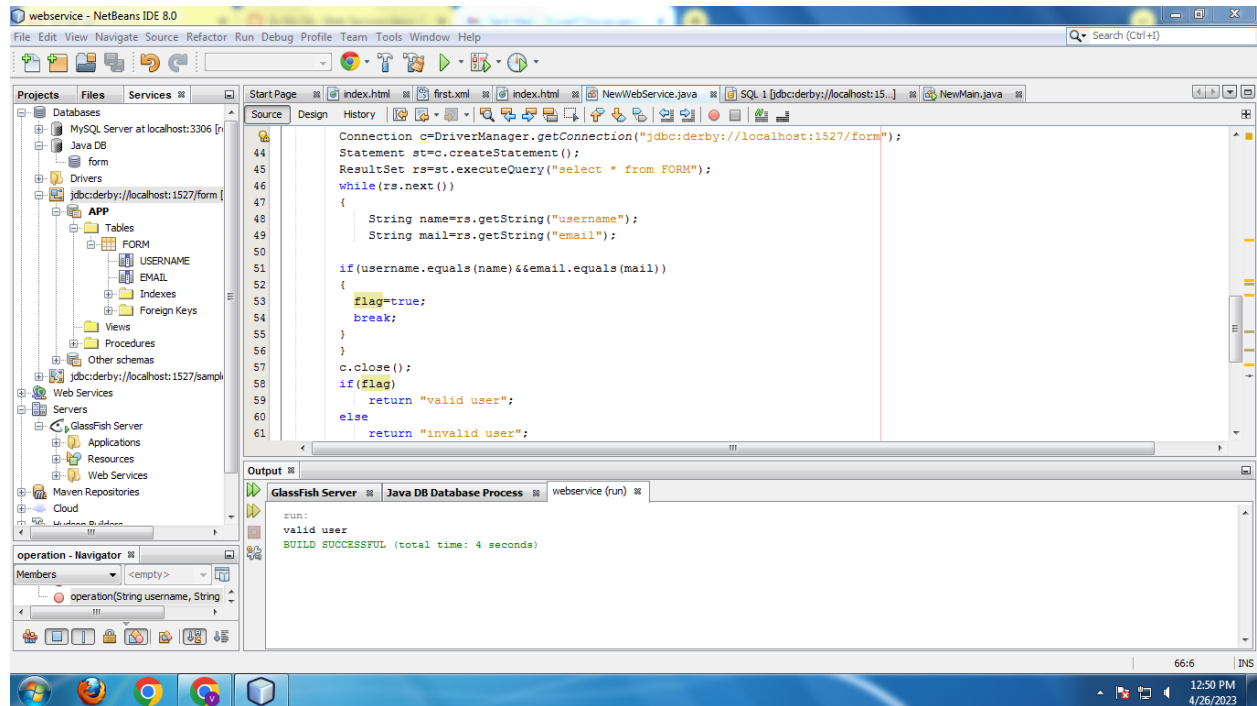 webservice - NetBeans IDE 8.0
File Edit View Navigate Source Refactor Run Debug Profile Team Tools Window Help
Search (Ctrl+I)
Projects Files Services
Start Page index.html first.xml index.html NewWebService.java SQL 1 [jdbc:derby://localhost:15...] NewMain.java
Source Design History
Databases
MySQL Server at localhost:3306 [r
Java DB
form
Drivers
jdbc:derby://localhost:1527/form [
APP
Tables
FORM
USERNAME
EMAIL
Indexes
Foreign Keys
Views
Procedures
Other schemas
jdbc:derby://localhost:1527/sampl
Web Services
Servers
GlassFish Server
Applications
Resources
Web Services
Maven Repositories
Cloud
Hudson Builders
Connection c=DriverManager.getConnection("jdbc:derby://localhost:1527/form");
44 Statement st=c.createStatement();
45 ResultSet rs=st.executeQuery("select * from FORM");
46 while(rs.next())
47 {
48 String name=rs.getString("username");
49 String mail=rs.getString("email");
50
51 if(username.equals(name)&&email.equals(mail))
52 {
53 flag=true;
54 break;
55 }
56 }
57 c.close();
58 if(flag)
59 return "valid user";
60 else
61 return "invalid user";
operation - Navigator
Members <empty>
operation(String username, String
Output
GlassFish Server Java DB Database Process webservice (run)
run:
valid user
BUILD SUCCESSFUL (total time: 4 seconds)
66:6 INS
12:50 PM
4/26/2023